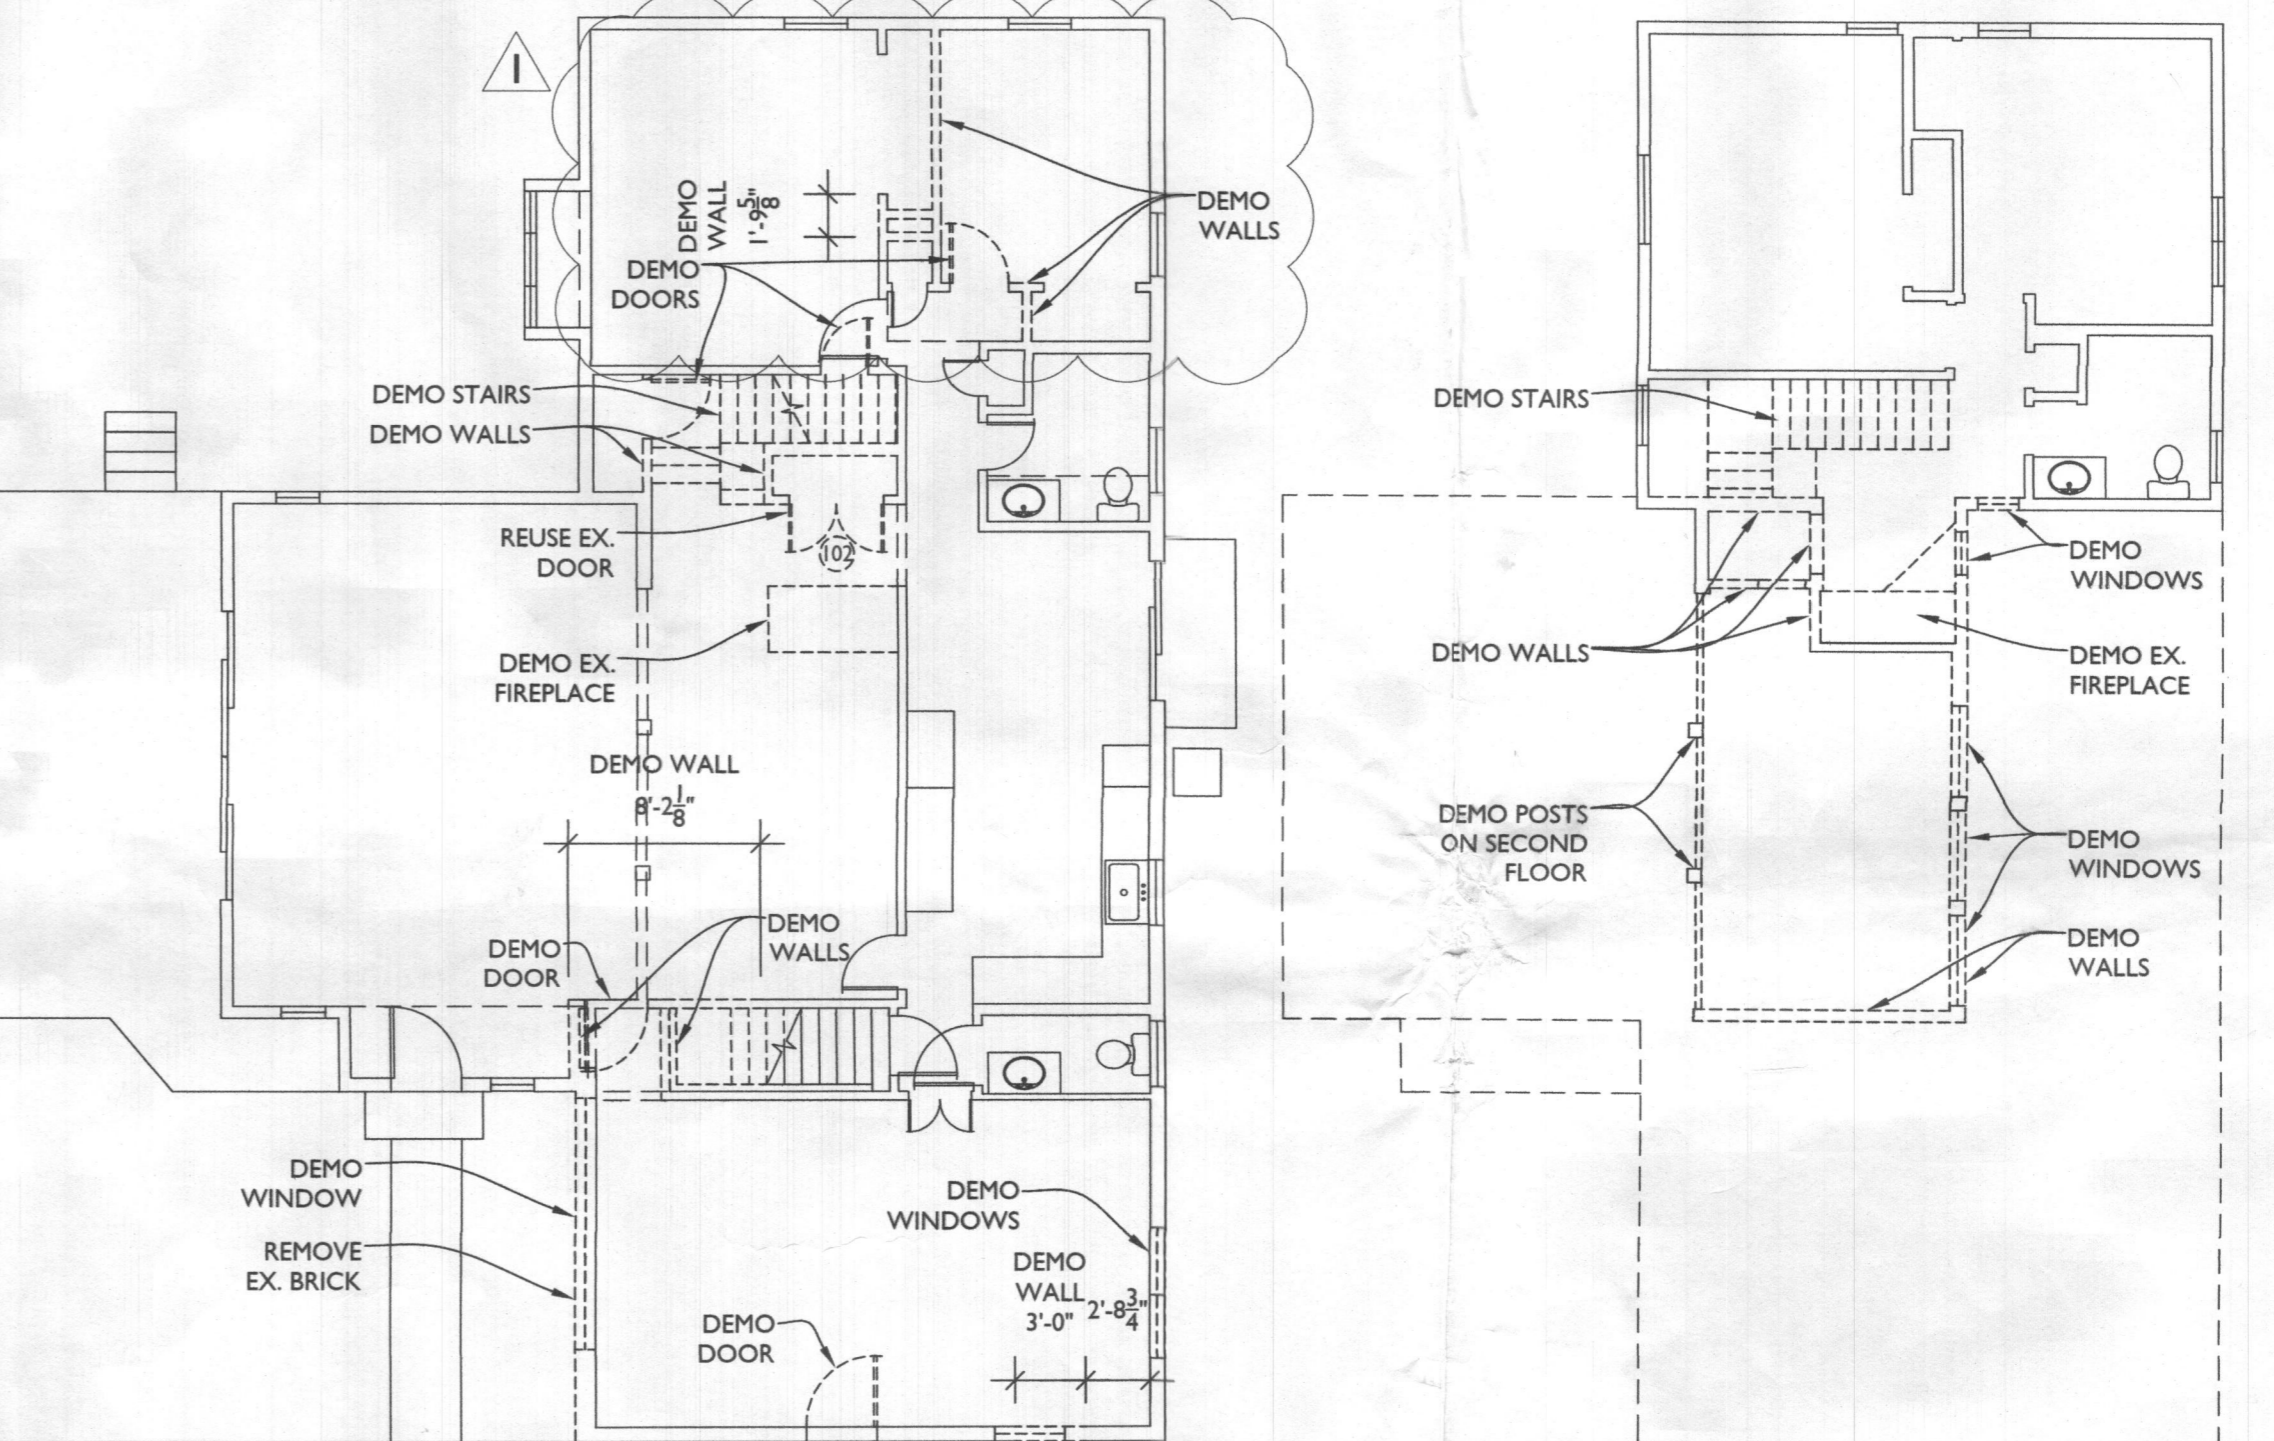 1
DEMO
WALL
1'-9 5/8"
DEMO
WALLS
DEMO
DOORS
DEMO STAIRS
DEMO WALLS
REUSE EX.
DOOR
102
DEMO EX.
FIREPLACE
DEMO WALL
8'-2 1/8"
DEMO
WALLS
DEMO
DOOR
DEMO
WINDOW
REMOVE
EX. BRICK
DEMO
WINDOWS
DEMO
WALL
3'-0" 2'-8 3/4"
DEMO
DOOR
DEMO STAIRS
DEMO
WINDOWS
DEMO WALLS
DEMO EX.
FIREPLACE
DEMO POSTS
ON SECOND
FLOOR
DEMO
WINDOWS
DEMO
WALLS